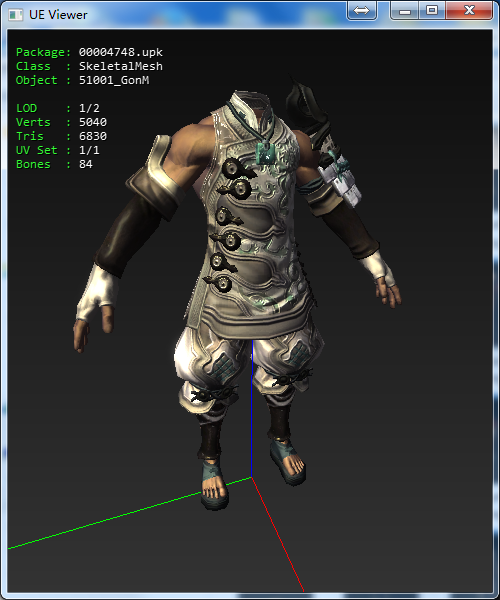 UE Viewer
Package: 00004748.upk
Class : SkeletalMesh
Object : 51001_GonM
LOD : 1/2
Verts : 5040
Tris : 6830
UV Set : 1/1
Bones : 84